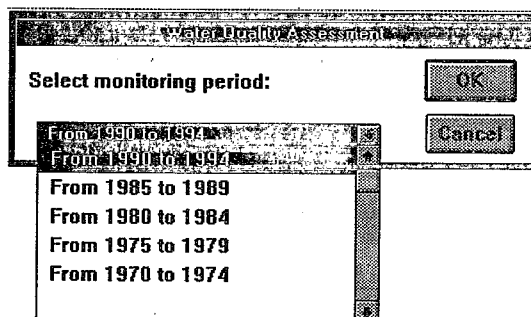 Water Quality Assessment
Select monitoring period:
OK
From 1990 to 1994
Cancel
From 1990 to 1994
From 1985 to 1989
From 1980 to 1984
From 1975 to 1979
From 1970 to 1974